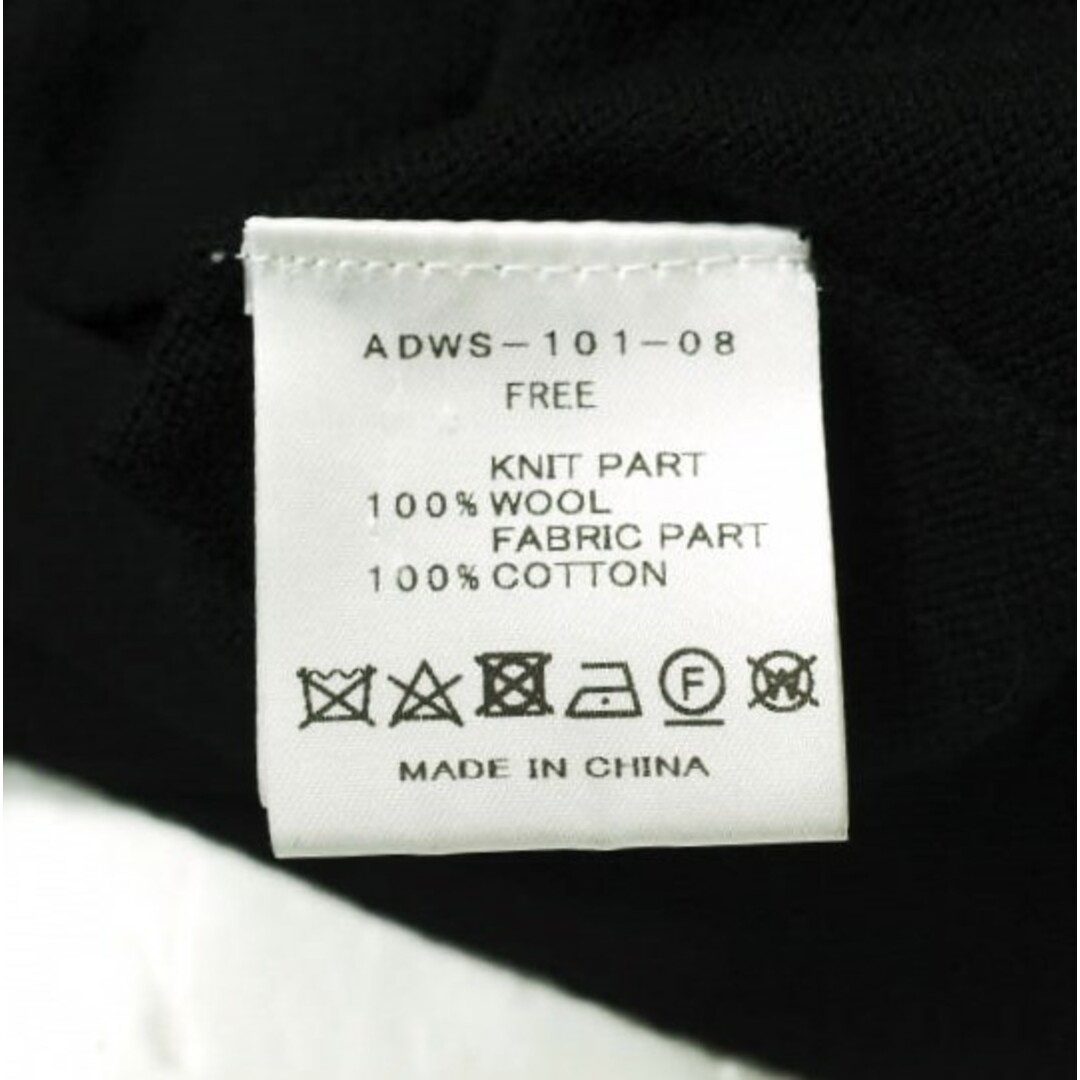 ADWS-101-08
FREE
KNIT PART
100% WOOL
FABRIC PART
100% COTTON
F W
MADE IN CHINA